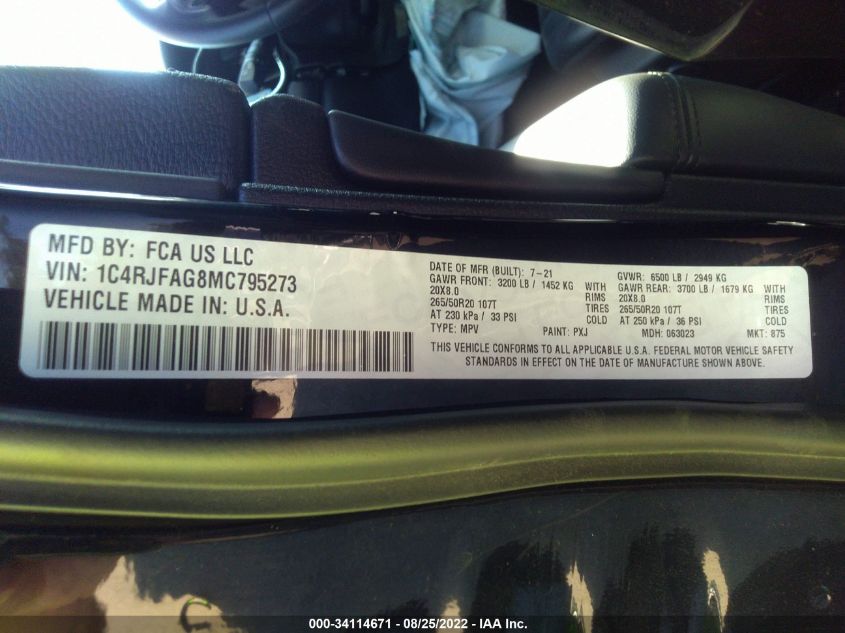 MFD BY: FCA US LLC
VIN: 1C4RJFAG8MC795273
VEHICLE MADE IN: U.S.A.
DATE OF MFR (BUILT): 7-21 GVWR: 6500 LB / 2949 KG
GAWR FRONT: 3200 LB / 1452 KG WITH GAWR REAR: 3700 LB / 1679 KG WITH
20X8.0 RIMS 20X8.0 RIMS
265/50R20 107T TIRES 265/50R20 107T TIRES
AT 230 kPa / 33 PSI COLD AT 250 kPa / 36 PSI COLD
TYPE: MPV PAINT: PXJ MDH: 063023 MKT: 875
THIS VEHICLE CONFORMS TO ALL APPLICABLE U.S.A. FEDERAL MOTOR VEHICLE SAFETY
STANDARDS IN EFFECT ON THE DATE OF MANUFACTURE SHOWN ABOVE.
000-34114671 - 08/25/2022 - IAA Inc.